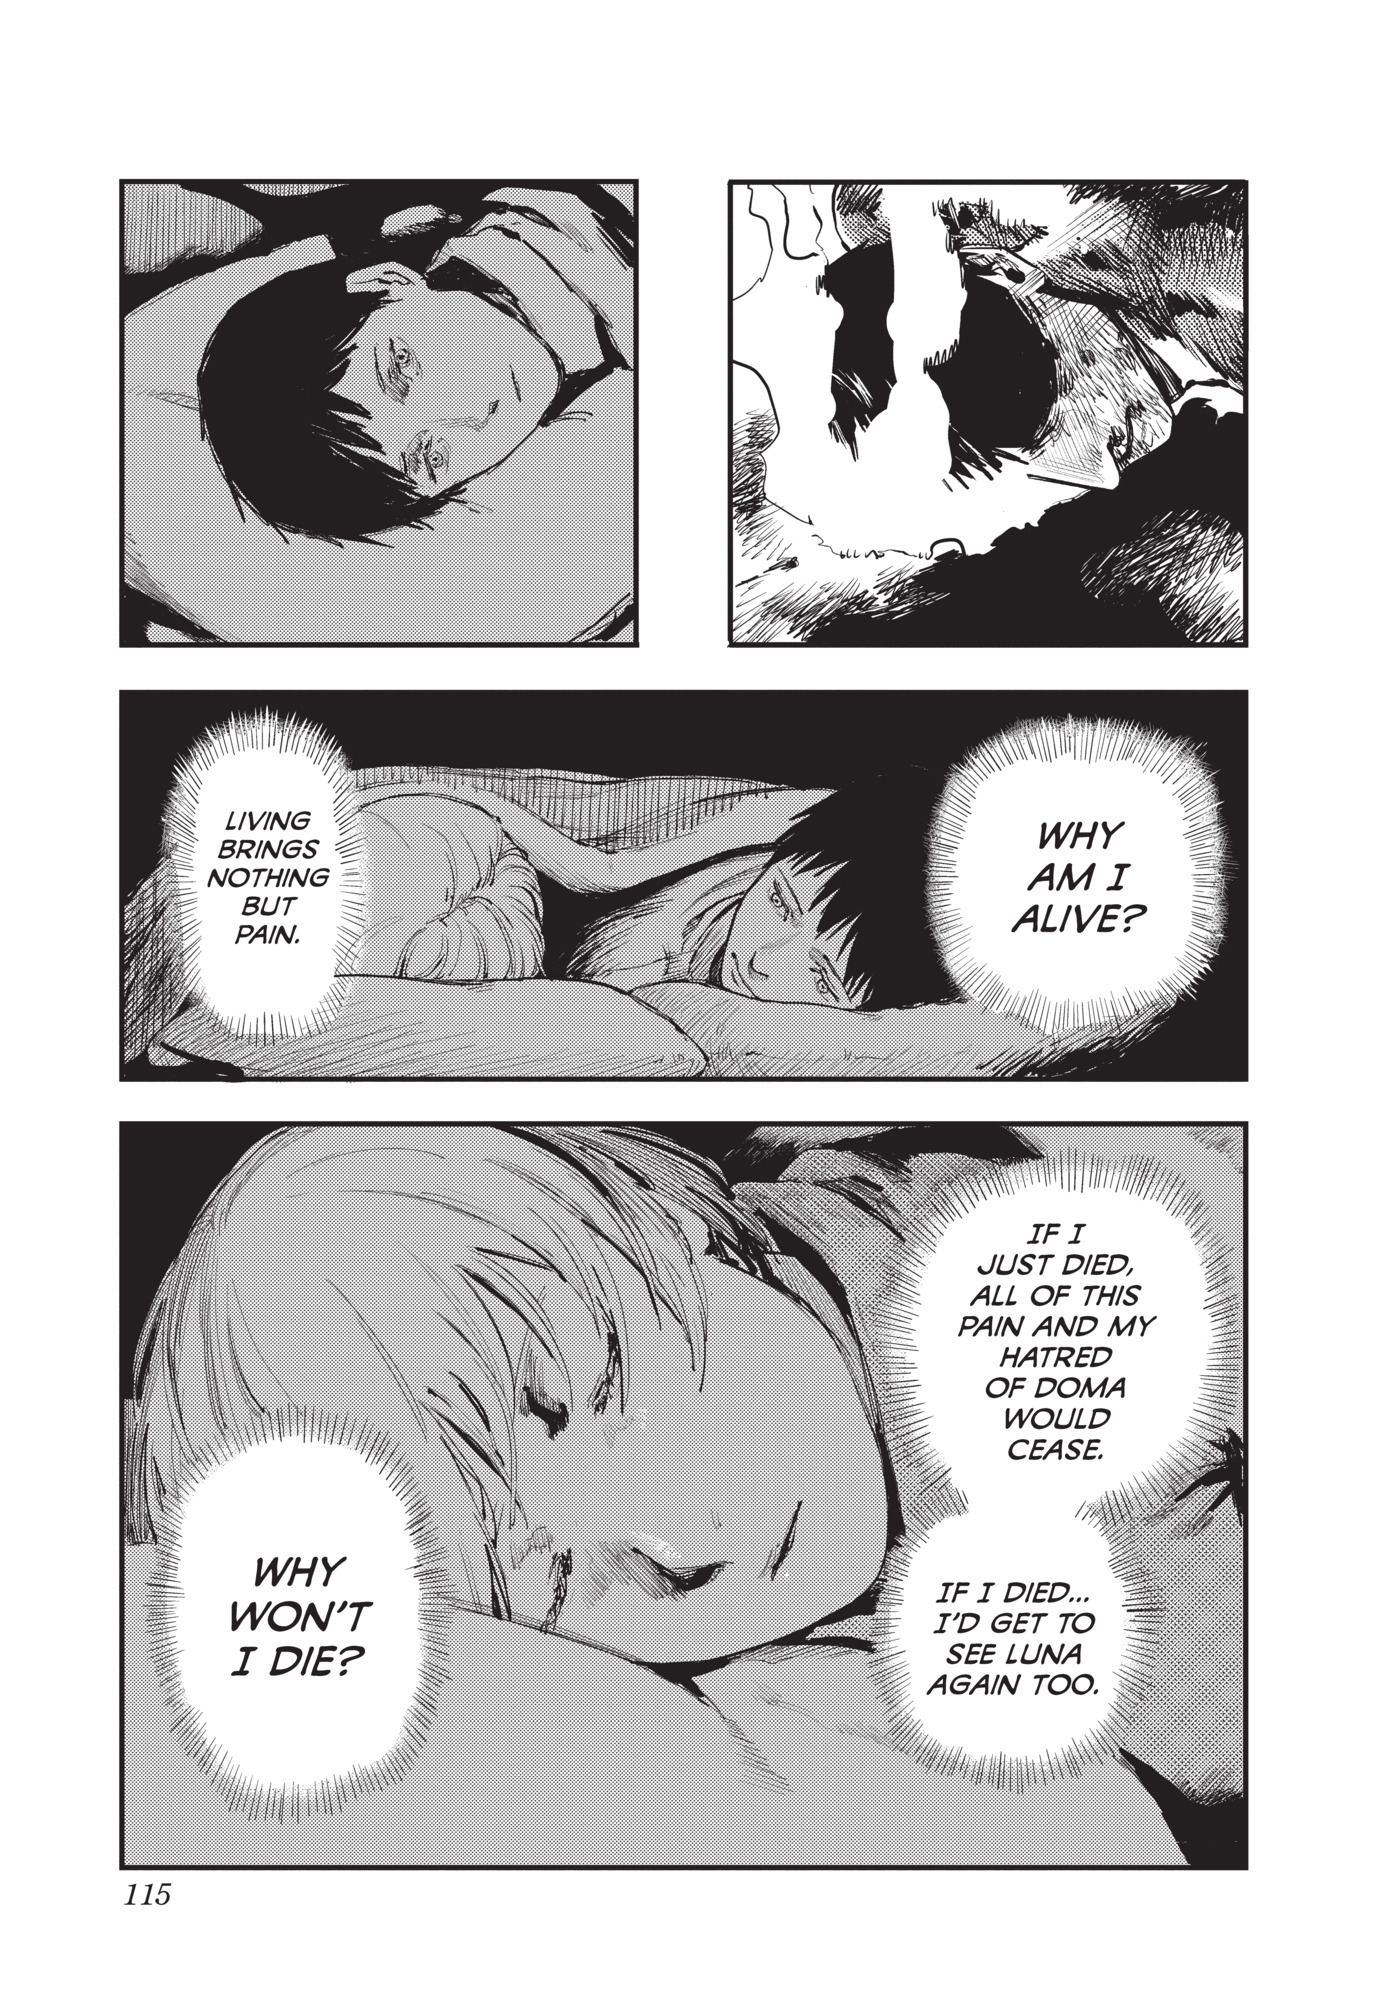 WHY
AM I
ALIVE?
LIVING
BRINGS
NOTHING
BUT
PAIN.
IF I
JUST DIED,
ALL OF THIS
PAIN AND MY
HATRED
OF DOMA
WOULD
CEASE.
IF I DIED...
I'D GET TO
SEE LUNA
AGAIN TOO.
WHY
WON'T
I DIE?
115